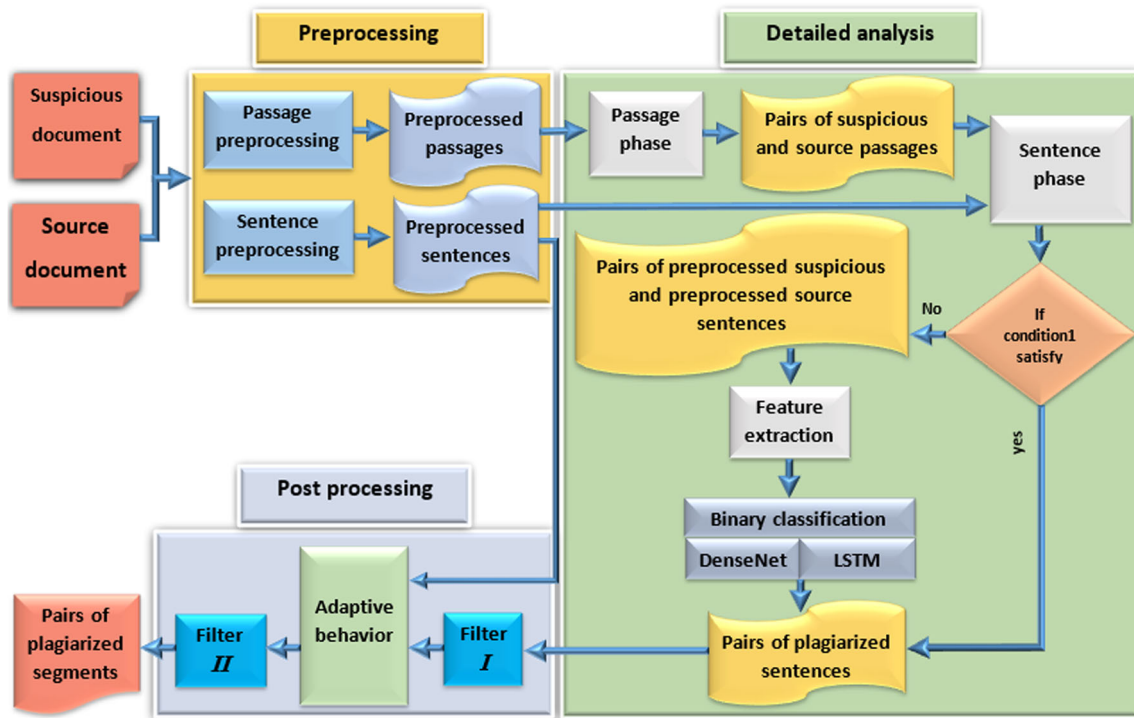 Preprocessing
Detailed analysis
Suspicious
document
Source
document
Passage
preprocessing
Preprocessed
passages
Sentence
preprocessing
Preprocessed
sentences
Passage
phase
Pairs of suspicious
and source passages
Sentence
phase
Pairs of preprocessed suspicious
and preprocessed source
sentences
No
If
condition1
satisfy
yes
Feature
extraction
Binary classification
DenseNet
LSTM
Pairs of plagiarized
sentences
Post processing
Filter
I
Adaptive
behavior
Filter
II
Pairs of
plagiarized
segments